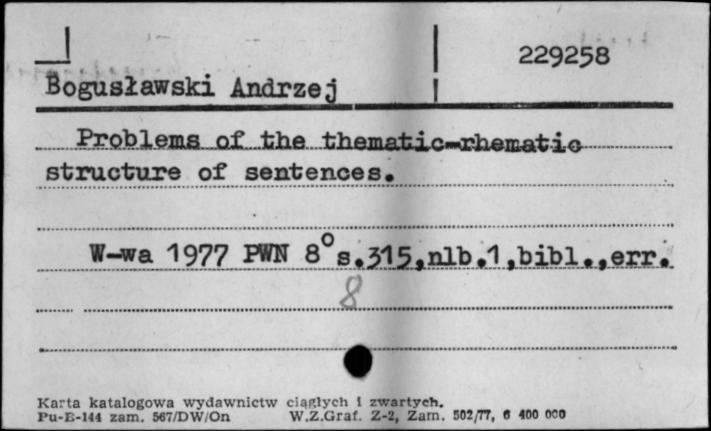 229258
Bogusławski Andrzej
Problems of the thematic-rhematic
structure of sentences.
W-wa 1977 PWN 8° s.315,nlb.1,bibl.,err.
8
Karta katalogowa wydawnictw ciągłych i zwartych.
Pu-B-144 zam. 567/DW/On W.Z.Graf. Z-2, Zam. 502/77, 6 400 000